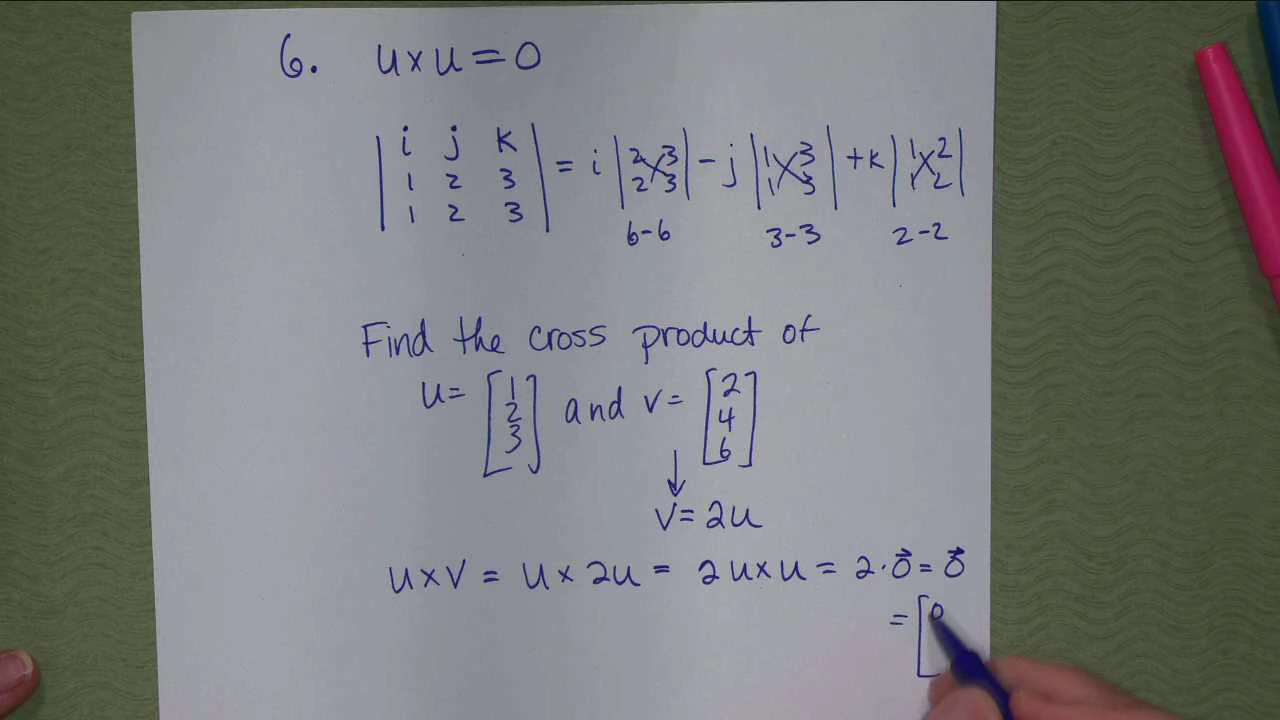 6. u×u=0
| i j k | = i | 2 3 | - j | 1 3 | + k | 1 2 |
| 1 2 3 | | 2 3 | | 1 3 | | 1 2 |
| 1 2 3 |
6-6 3-3 2-2
Find the cross product of
u= [1 2 3] and v= [2 4 6]
↓
v=2u
u×v = u×2u = 2u×u = 2·0⃗ = 0⃗
= [0